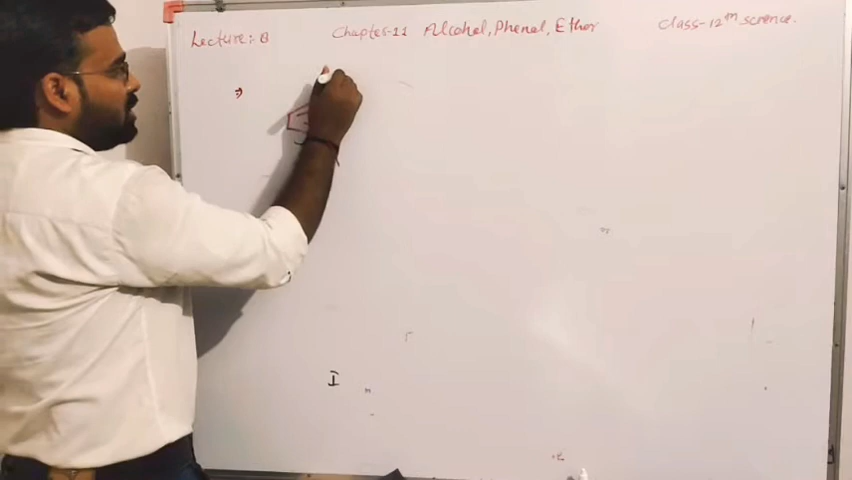 Lecture:- 8 Chapter-11 Alcohol, Phenol, Ether Class-12th science.
I